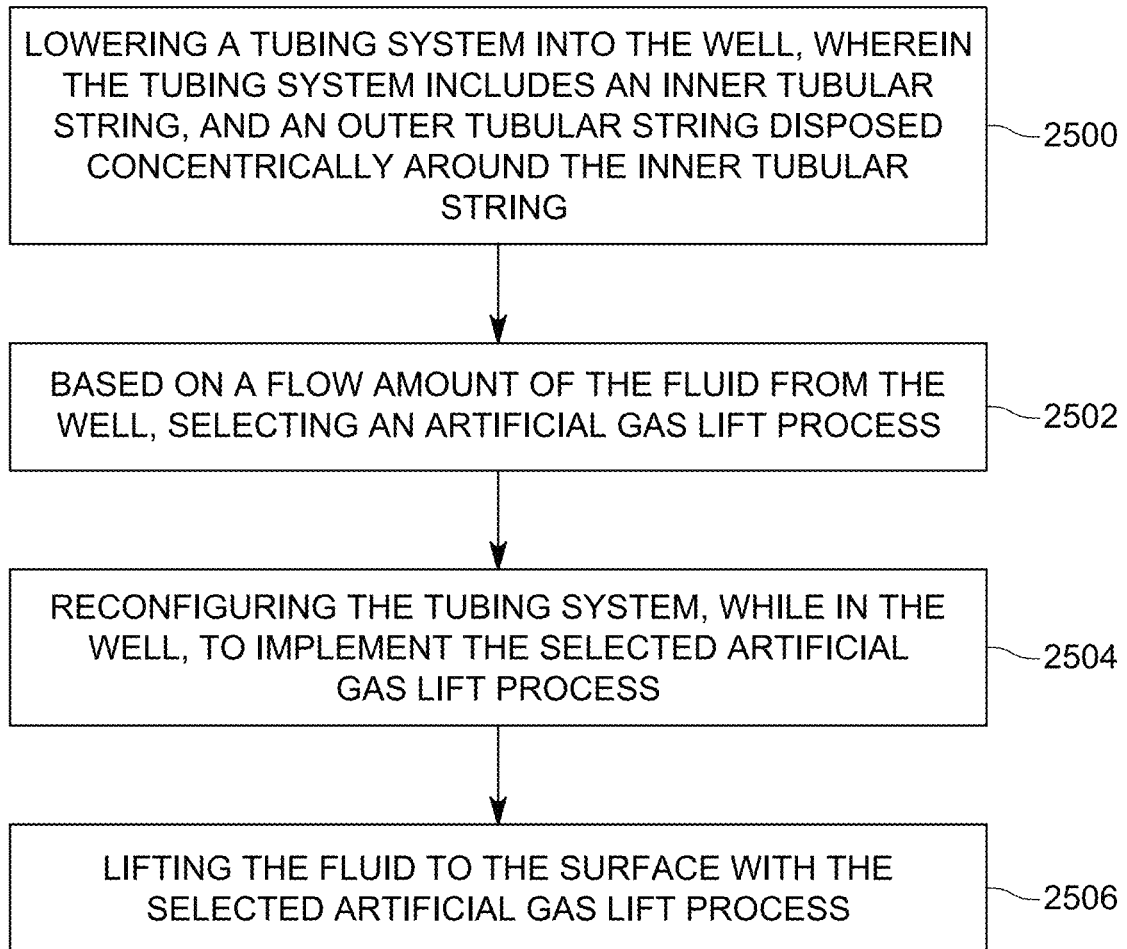 LOWERING A TUBING SYSTEM INTO THE WELL, WHEREIN
THE TUBING SYSTEM INCLUDES AN INNER TUBULAR
STRING, AND AN OUTER TUBULAR STRING DISPOSED
CONCENTRICALLY AROUND THE INNER TUBULAR
STRING
2500
BASED ON A FLOW AMOUNT OF THE FLUID FROM THE
WELL, SELECTING AN ARTIFICIAL GAS LIFT PROCESS
2502
RECONFIGURING THE TUBING SYSTEM, WHILE IN THE
WELL, TO IMPLEMENT THE SELECTED ARTIFICIAL
GAS LIFT PROCESS
2504
LIFTING THE FLUID TO THE SURFACE WITH THE
SELECTED ARTIFICIAL GAS LIFT PROCESS
2506